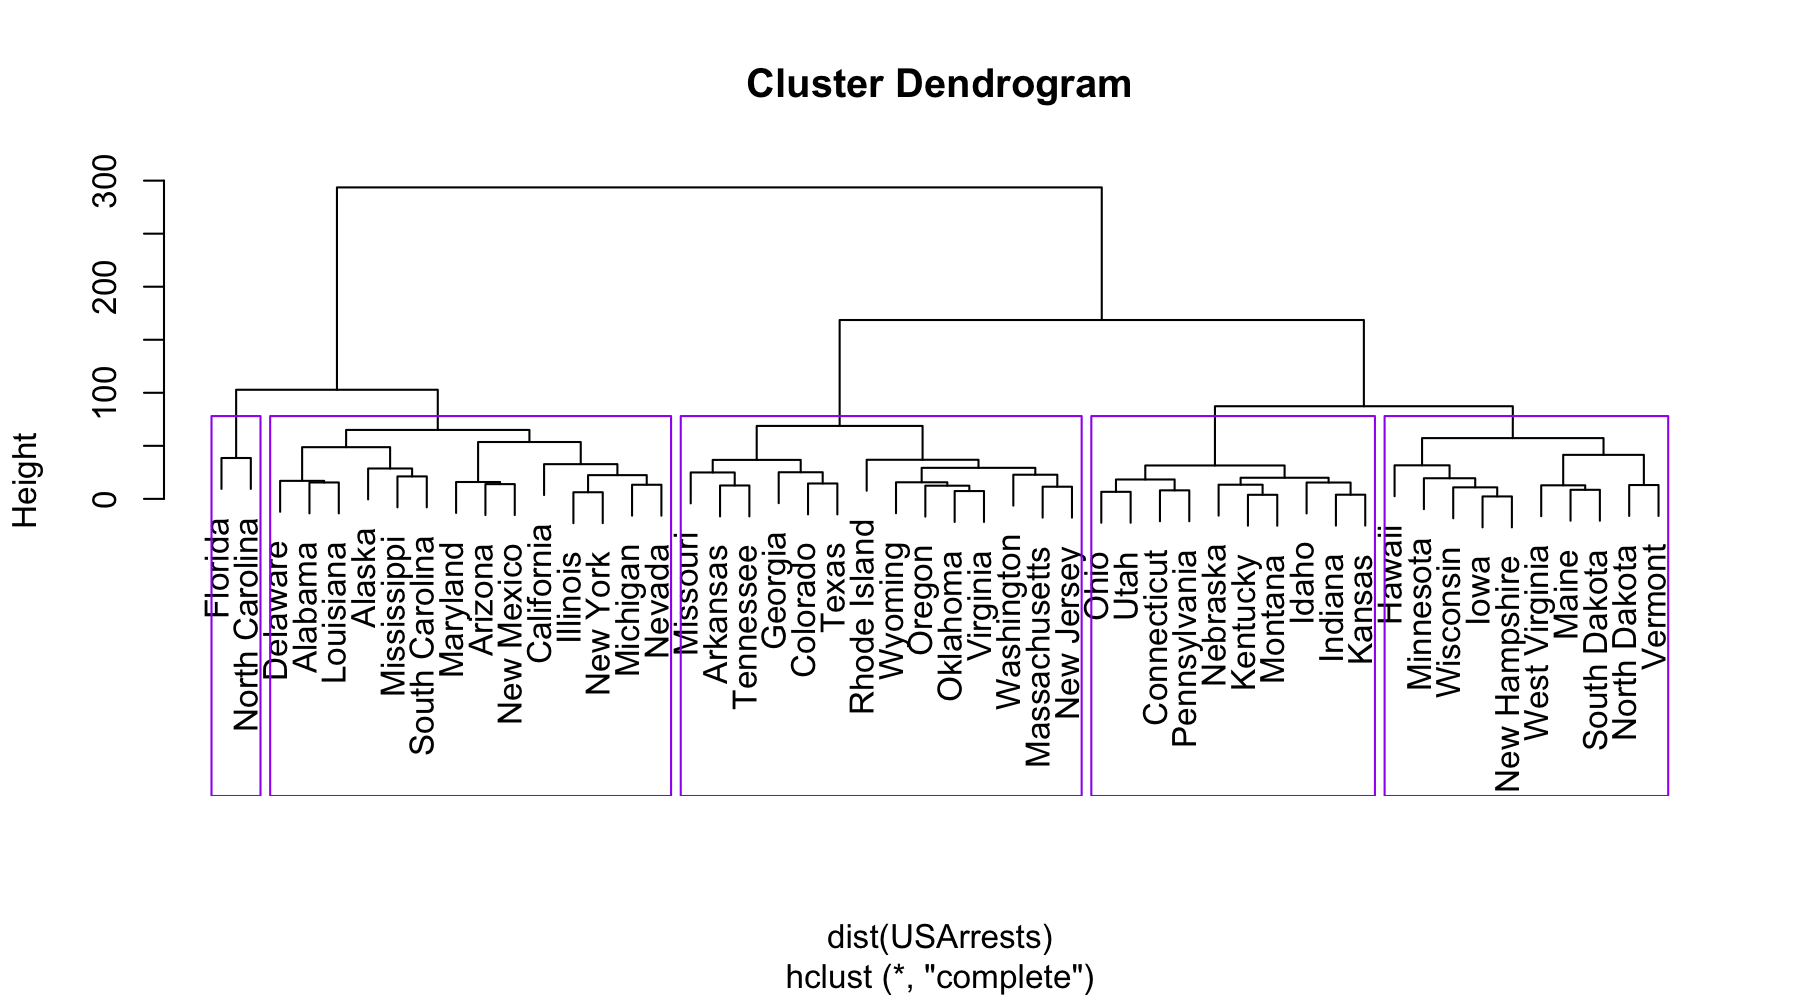 Cluster Dendrogram
Height
300
200
100
0
Florida
North Carolina
Delaware
Alabama
Louisiana
Alaska
Mississippi
South Carolina
Maryland
Arizona
New Mexico
California
Illinois
New York
Michigan
Nevada
Missouri
Arkansas
Tennessee
Georgia
Colorado
Texas
Rhode Island
Wyoming
Oregon
Oklahoma
Virginia
Washington
Massachusetts
New Jersey
Ohio
Utah
Connecticut
Pennsylvania
Nebraska
Kentucky
Montana
Idaho
Indiana
Kansas
Hawaii
Minnesota
Wisconsin
Iowa
New Hampshire
West Virginia
Maine
South Dakota
North Dakota
Vermont
dist(USArrests)
hclust (*, "complete")